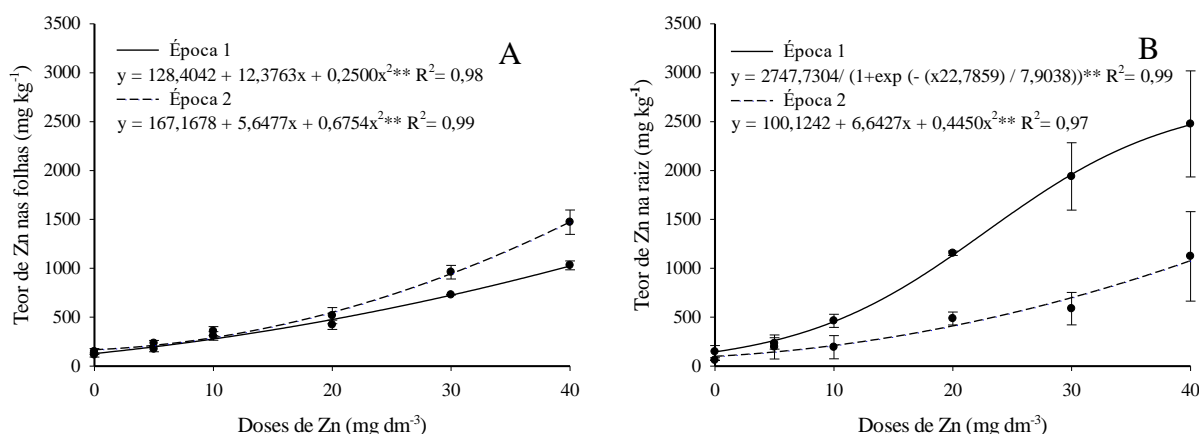 A
Época 1
y = 128,4042 + 12,3763x + 0,2500x²** R²= 0,98
Época 2
y = 167,1678 + 5,6477x + 0,6754x²** R²= 0,99
Teor de Zn nas folhas (mg kg⁻¹)
3500
3000
2500
2000
1500
1000
500
0
0 10 20 30 40
Doses de Zn (mg dm⁻³)
B
Época 1
y = 2747,7304/ (1+exp (- (x22,7859) / 7,9038))** R²= 0,99
Época 2
y = 100,1242 + 6,6427x + 0,4450x²** R²= 0,97
Teor de Zn na raiz (mg kg⁻¹)
3500
3000
2500
2000
1500
1000
500
0
0 10 20 30 40
Doses de Zn (mg dm⁻³)